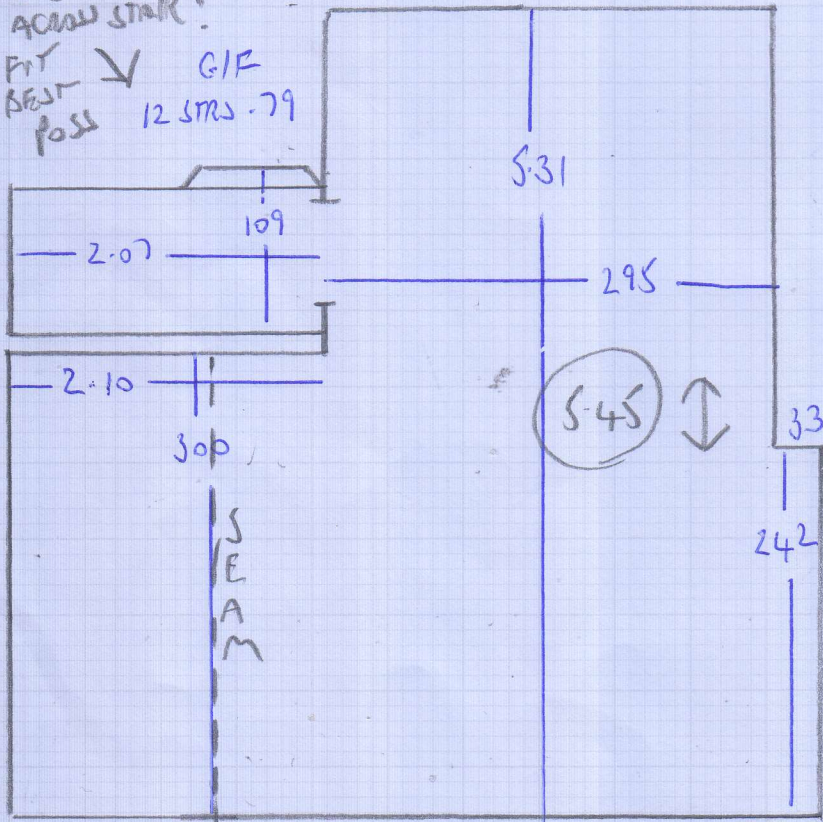 ACROSS STAIR.
FIT
BEST
POSS
G/F
12 STRS .79
5.31
109
2.07
295
2.10
5.45
33
300
242
SEAM